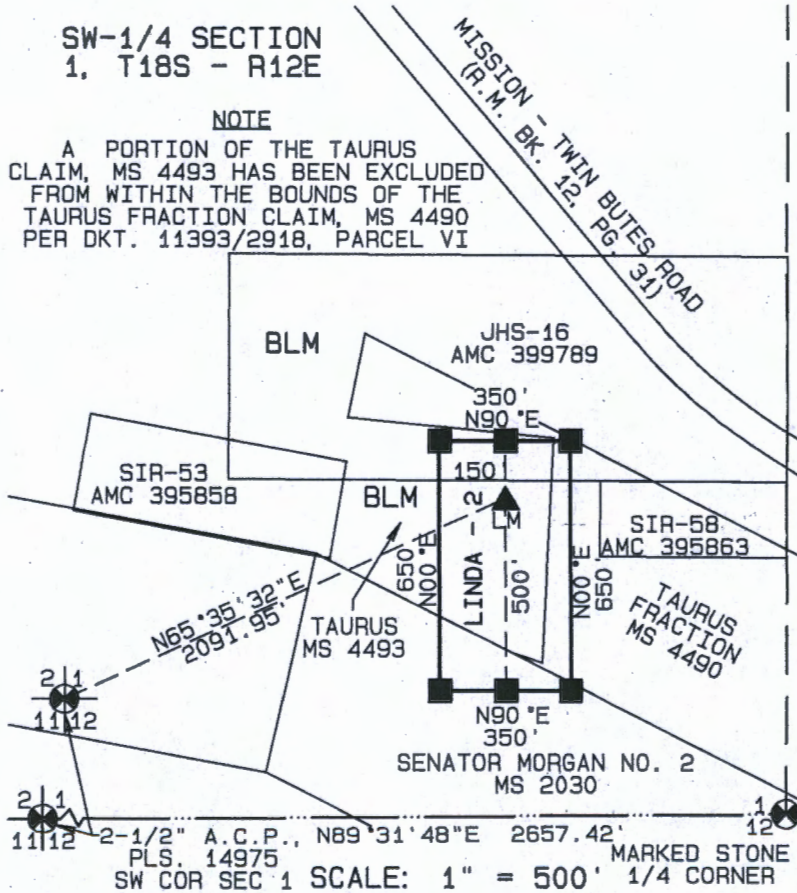 SW-1/4 SECTION
1, T18S - R12E
NOTE
A PORTION OF THE TAURUS
CLAIM, MS 4493 HAS BEEN EXCLUDED
FROM WITHIN THE BOUNDS OF THE
TAURUS FRACTION CLAIM, MS 4490
PER DKT. 11393/2918, PARCEL VI
MISSION - TWIN BUTES ROAD
(R.M. BK. 12, PG. 31)
BLM
JHS-16
AMC 399789
350'
N90°E
SIR-53
AMC 395858
BLM
150'
LM
LINDA - 2
500'
650'
N00°E
N00°E
650'
SIR-58
AMC 395863
TAURUS
FRACTION
MS 4490
N65°35'32"E
2091.95'
TAURUS
MS 4493
2 1
11 12
N90°E
350'
SENATOR MORGAN NO. 2
MS 2030
2 1
11 12
1
12
2-1/2" A.C.P., N89°31'48"E 2657.42'
PLS. 14975
SW COR SEC 1
SCALE: 1" = 500'
MARKED STONE
1/4 CORNER